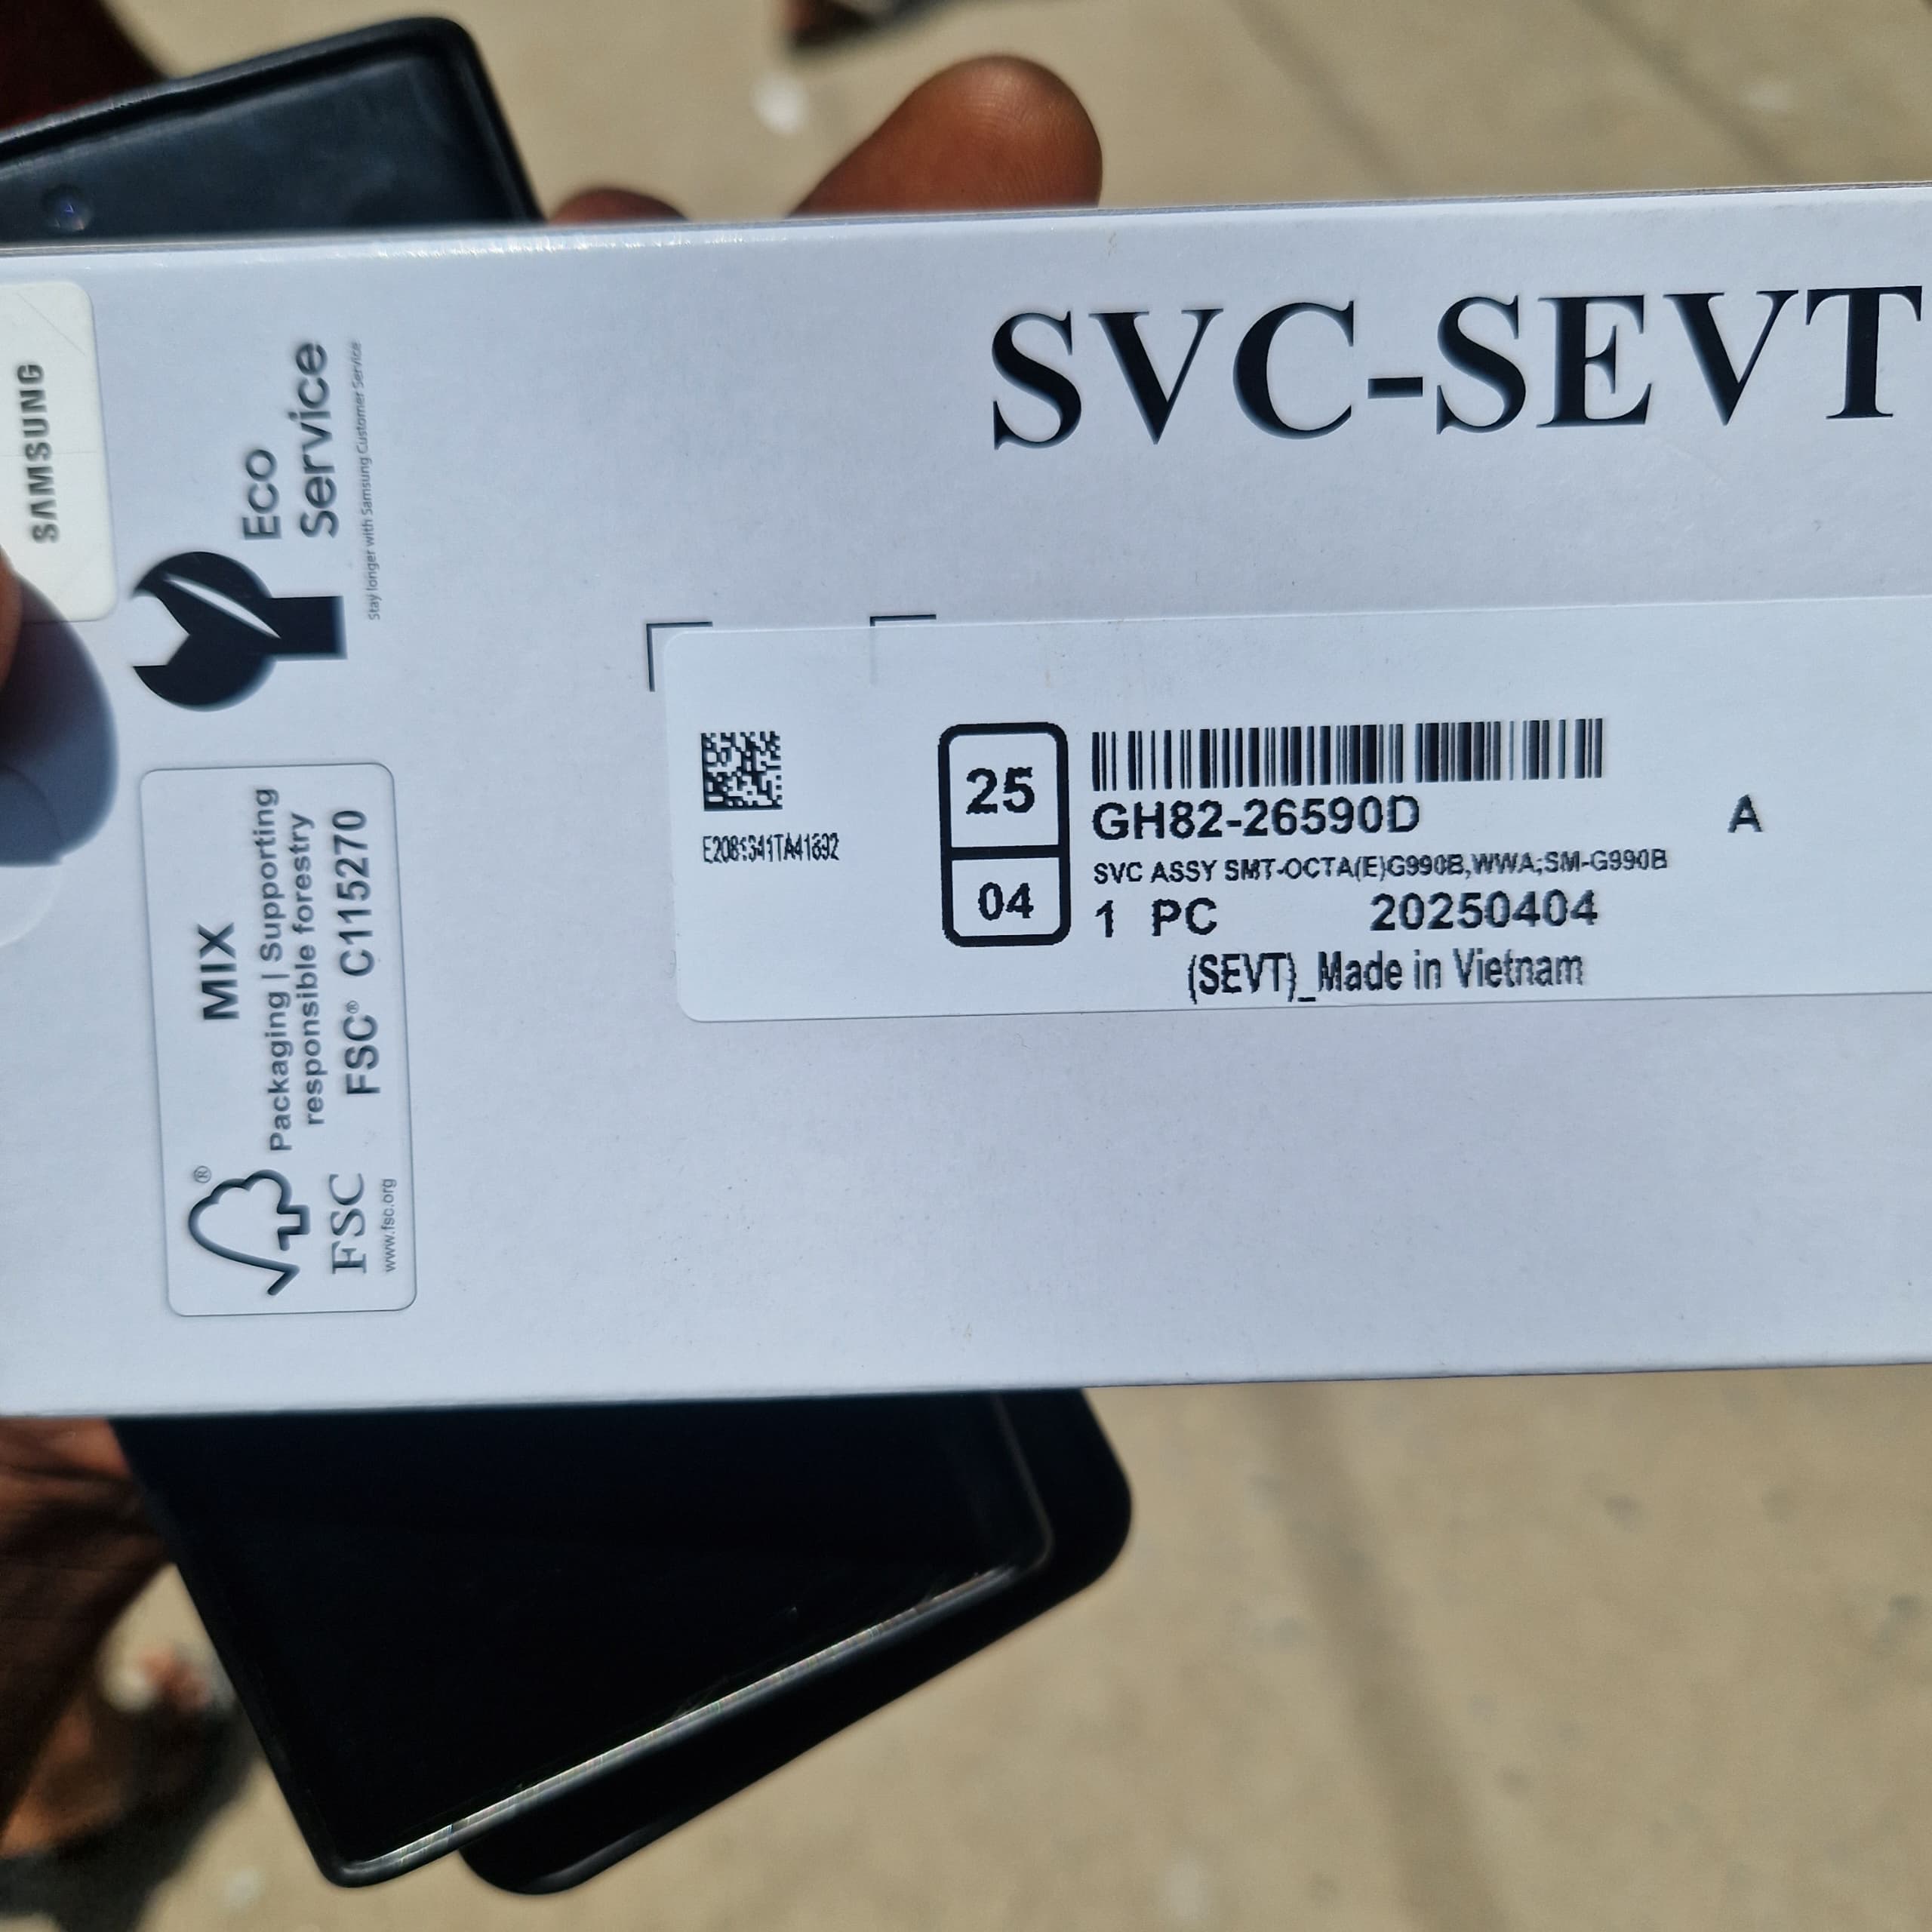 SVC-SEVT
SAMSUNG
Eco
Service
Stay longer with Samsung Customer Service
MIX
Packaging | Supporting
responsible forestry
FSC® C115270
®
FSC
www.fsc.org
25
04
GH82-26590D
A
SVC ASSY SMT-OCTA(E)G990B,WWA;SM-G990B
1 PC 20250404
(SEVT)_Made in Vietnam